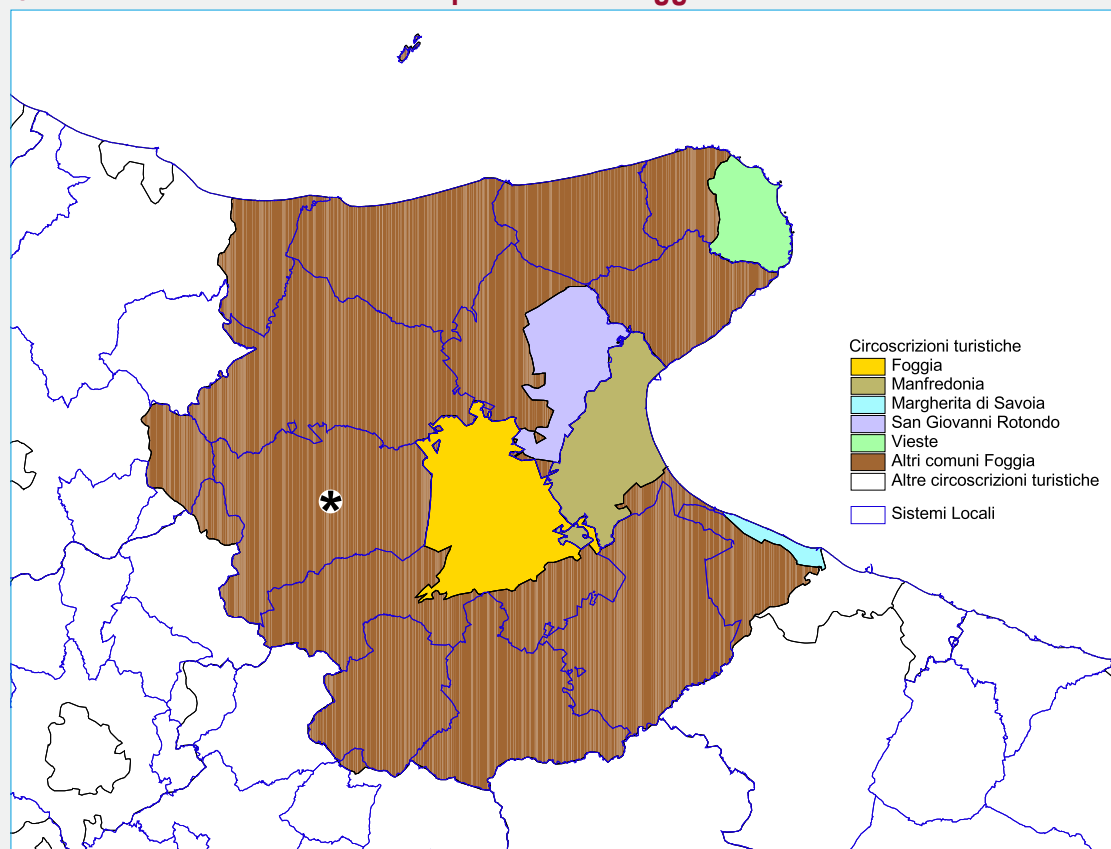 Circoscrizioni turistiche
Foggia
Manfredonia
Margherita di Savoia
San Giovanni Rotondo
Vieste
Altri comuni Foggia
Altre circoscrizioni turistiche
Sistemi Locali
*